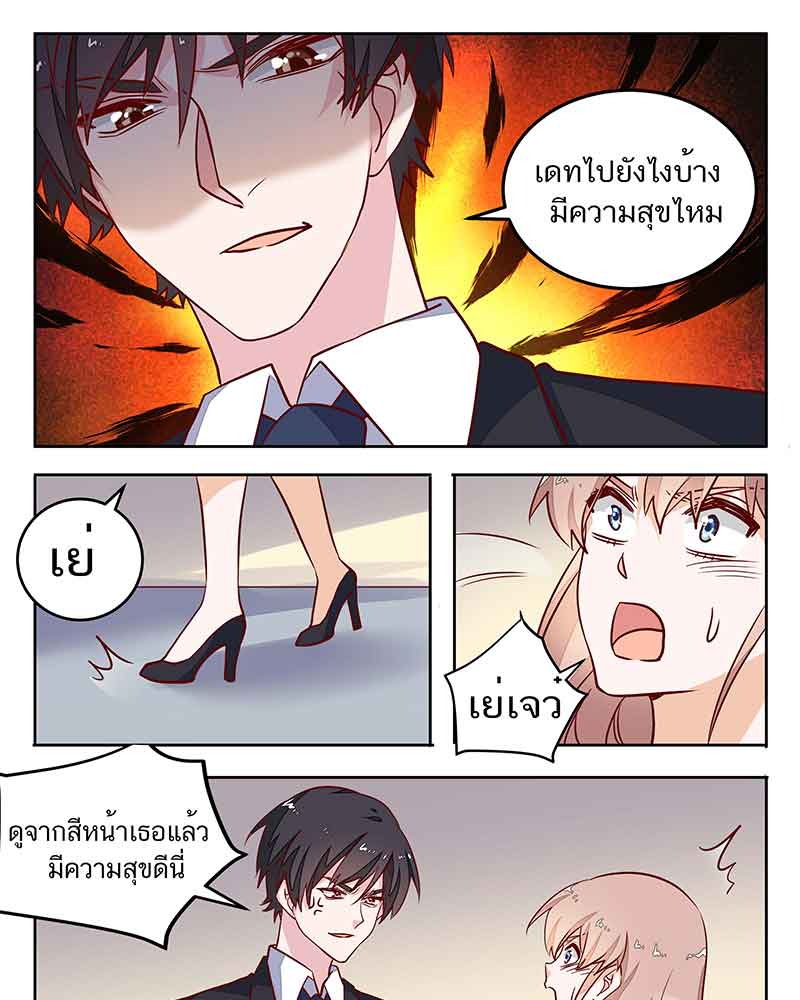 เดทไปยังไงบ้าง
มีความสุขไหม
เย่
เย่เจว๋
ดูจากสีหน้าเธอแล้ว
มีความสุขดีนี่